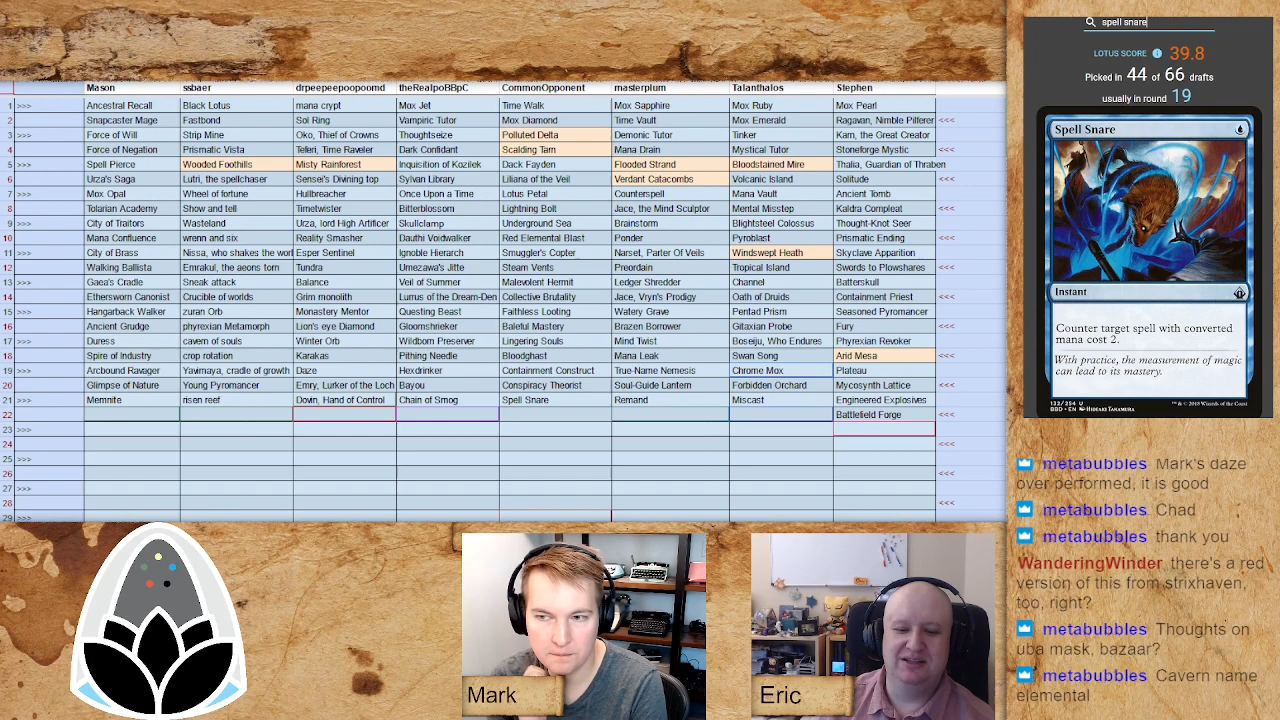 Mason ssbaer drpeepeepoopoomd theRealpoBBpC CommonOpponent masterplum Talanthalos Stephen
1 >>> Ancestral Recall Black Lotus mana crypt Mox Jet Time Walk Mox Sapphire Mox Ruby Mox Pearl
2 Snapcaster Mage Fastbond Sol Ring Vampiric Tutor Mox Diamond Time Vault Mox Emerald Ragavan, Nimble Pilferer <<<
3 >>> Force of Will Strip Mine Oko, Thief of Crowns Thoughtseize Polluted Delta Demonic Tutor Tinker Karn, the Great Creator
4 Force of Negation Prismatic Vista Teferi, Time Raveler Dark Confidant Scalding Tarn Mana Drain Mystical Tutor Stoneforge Mystic <<<
5 >>> Spell Pierce Wooded Foothills Misty Rainforest Inquisition of Kozilek Dack Fayden Flooded Strand Bloodstained Mire Thalia, Guardian of Thraben
6 Urza's Saga Lutri, the spellchaser Sensei's Divining top Sylvan Library Liliana of the Veil Verdant Catacombs Volcanic Island Solitude <<<
7 >>> Mox Opal Wheel of fortune Hullbreacher Once Upon a Time Lotus Petal Counterspell Mana Vault Ancient Tomb
8 Tolarian Academy Show and tell Timetwister Bitterblossom Lightning Bolt Jace, the Mind Sculptor Mental Misstep Kaldra Compleat <<<
9 >>> City of Traitors Wasteland Urza, lord High Artificer Skullclamp Underground Sea Brainstorm Blightsteel Colossus Thought-Knot Seer
10 Mana Confluence wrenn and six Reality Smasher Dauthi Voidwalker Red Elemental Blast Ponder Pyroblast Prismatic Ending <<<
11 >>> City of Brass Nissa, who shakes the worl Esper Sentinel Ignoble Hierarch Smuggler's Copter Narset, Parter Of Veils Windswept Heath Skyclave Apparition
12 Walking Ballista Emrakul, the aeons torn Tundra Umezawa's Jitte Steam Vents Preordain Tropical Island Swords to Plowshares <<<
13 >>> Gaea's Cradle Sneak attack Balance Veil of Summer Malevolent Hermit Ledger Shredder Channel Batterskull
14 Ethersworn Canonist Crucible of worlds Grim monolith Lurrus of the Dream-Den Collective Brutality Jace, Vryn's Prodigy Oath of Druids Containment Priest <<<
15 >>> Hangarback Walker zuran Orb Monastery Mentor Questing Beast Faithless Looting Watery Grave Pentad Prism Seasoned Pyromancer
16 Ancient Grudge phyrexian Metamorph Lion's eye Diamond Gloomshrieker Baleful Mastery Brazen Borrower Gitaxian Probe Fury <<<
17 >>> Duress cavern of souls Winter Orb Wildborn Preserver Lingering Souls Mind Twist Boseiju, Who Endures Phyrexian Revoker
18 Spire of Industry crop rotation Karakas Pithing Needle Bloodghast Mana Leak Swan Song Arid Mesa <<<
19 >>> Arcbound Ravager Yavimaya, cradle of growth Daze Hexdrinker Containment Construct True-Name Nemesis Chrome Mox Plateau
20 Glimpse of Nature Young Pyromancer Emry, Lurker of the Loch Bayou Conspiracy Theorist Soul-Guide Lantern Forbidden Orchard Mycosynth Lattice <<<
21 >>> Memnite risen reef Dovin, Hand of Control Chain of Smog Spell Snare Remand Miscast Engineered Explosives
22 Battlefield Forge <<<
23 >>>
24 <<<
25 >>>
26 <<<
27 >>>
28 <<<
29 >>>
spell snare
LOTUS SCORE i 39.8
Picked in 44 of 66 drafts
usually in round 19
Spell Snare
Instant
Counter target spell with converted
mana cost 2.
With practice, the measurement of magic
can lead to its mastery.
132/254 U
BBD • EN HIDEAKI TAKAMURA
™ & © 2018 Wizards of the Coast
metabubbles Mark's daze
over performed, it is good
metabubbles Chad
metabubbles thank you
WanderingWinder there's a red
version of this from strixhaven,
too, right?
metabubbles Thoughts on
uba mask, bazaar?
metabubbles Cavern name
elemental
Mark
Eric